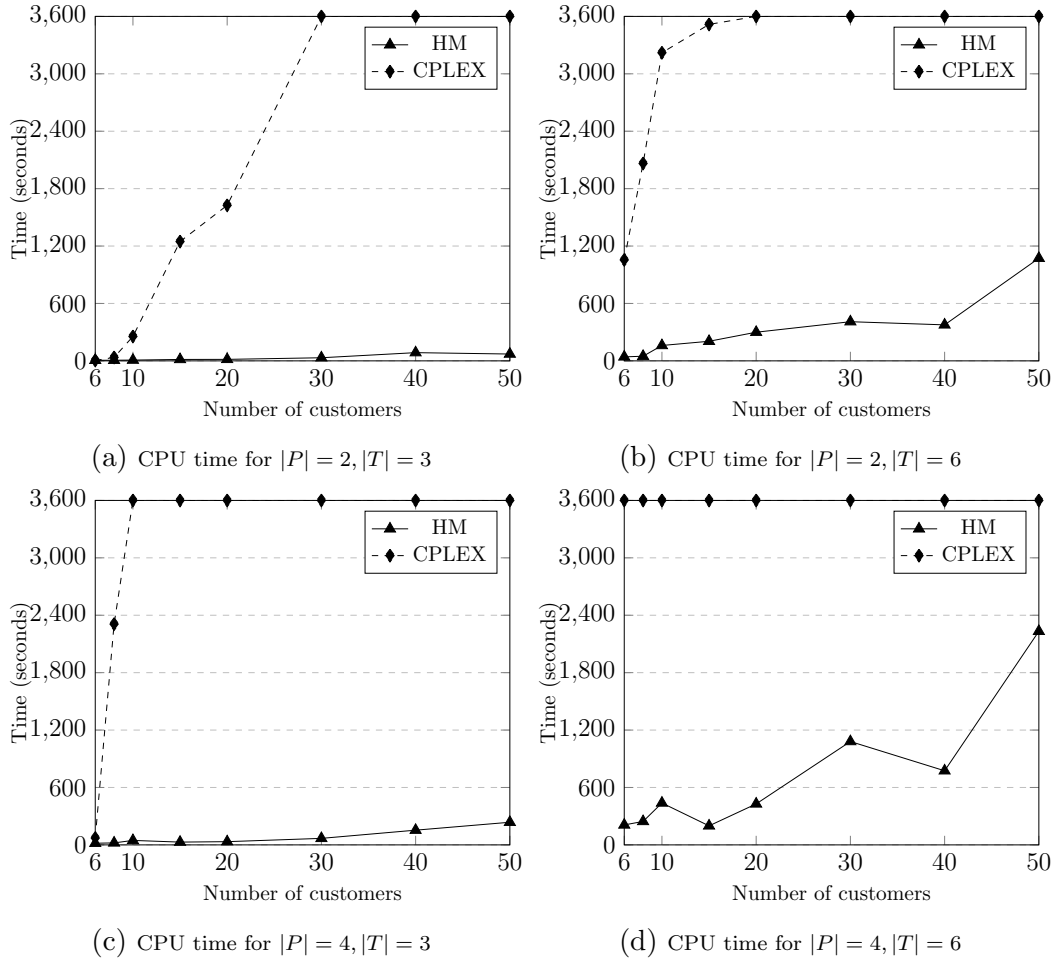 3,600
3,000
2,400
1,800
1,200
600
0
Time (seconds)
6 10 20 30 40 50
Number of customers
HM
CPLEX
(a) CPU time for |P| = 2, |T| = 3
3,600
3,000
2,400
1,800
1,200
600
0
Time (seconds)
6 10 20 30 40 50
Number of customers
HM
CPLEX
(b) CPU time for |P| = 2, |T| = 6
3,600
3,000
2,400
1,800
1,200
600
0
Time (seconds)
6 10 20 30 40 50
Number of customers
HM
CPLEX
(c) CPU time for |P| = 4, |T| = 3
3,600
3,000
2,400
1,800
1,200
600
0
Time (seconds)
6 10 20 30 40 50
Number of customers
HM
CPLEX
(d) CPU time for |P| = 4, |T| = 6